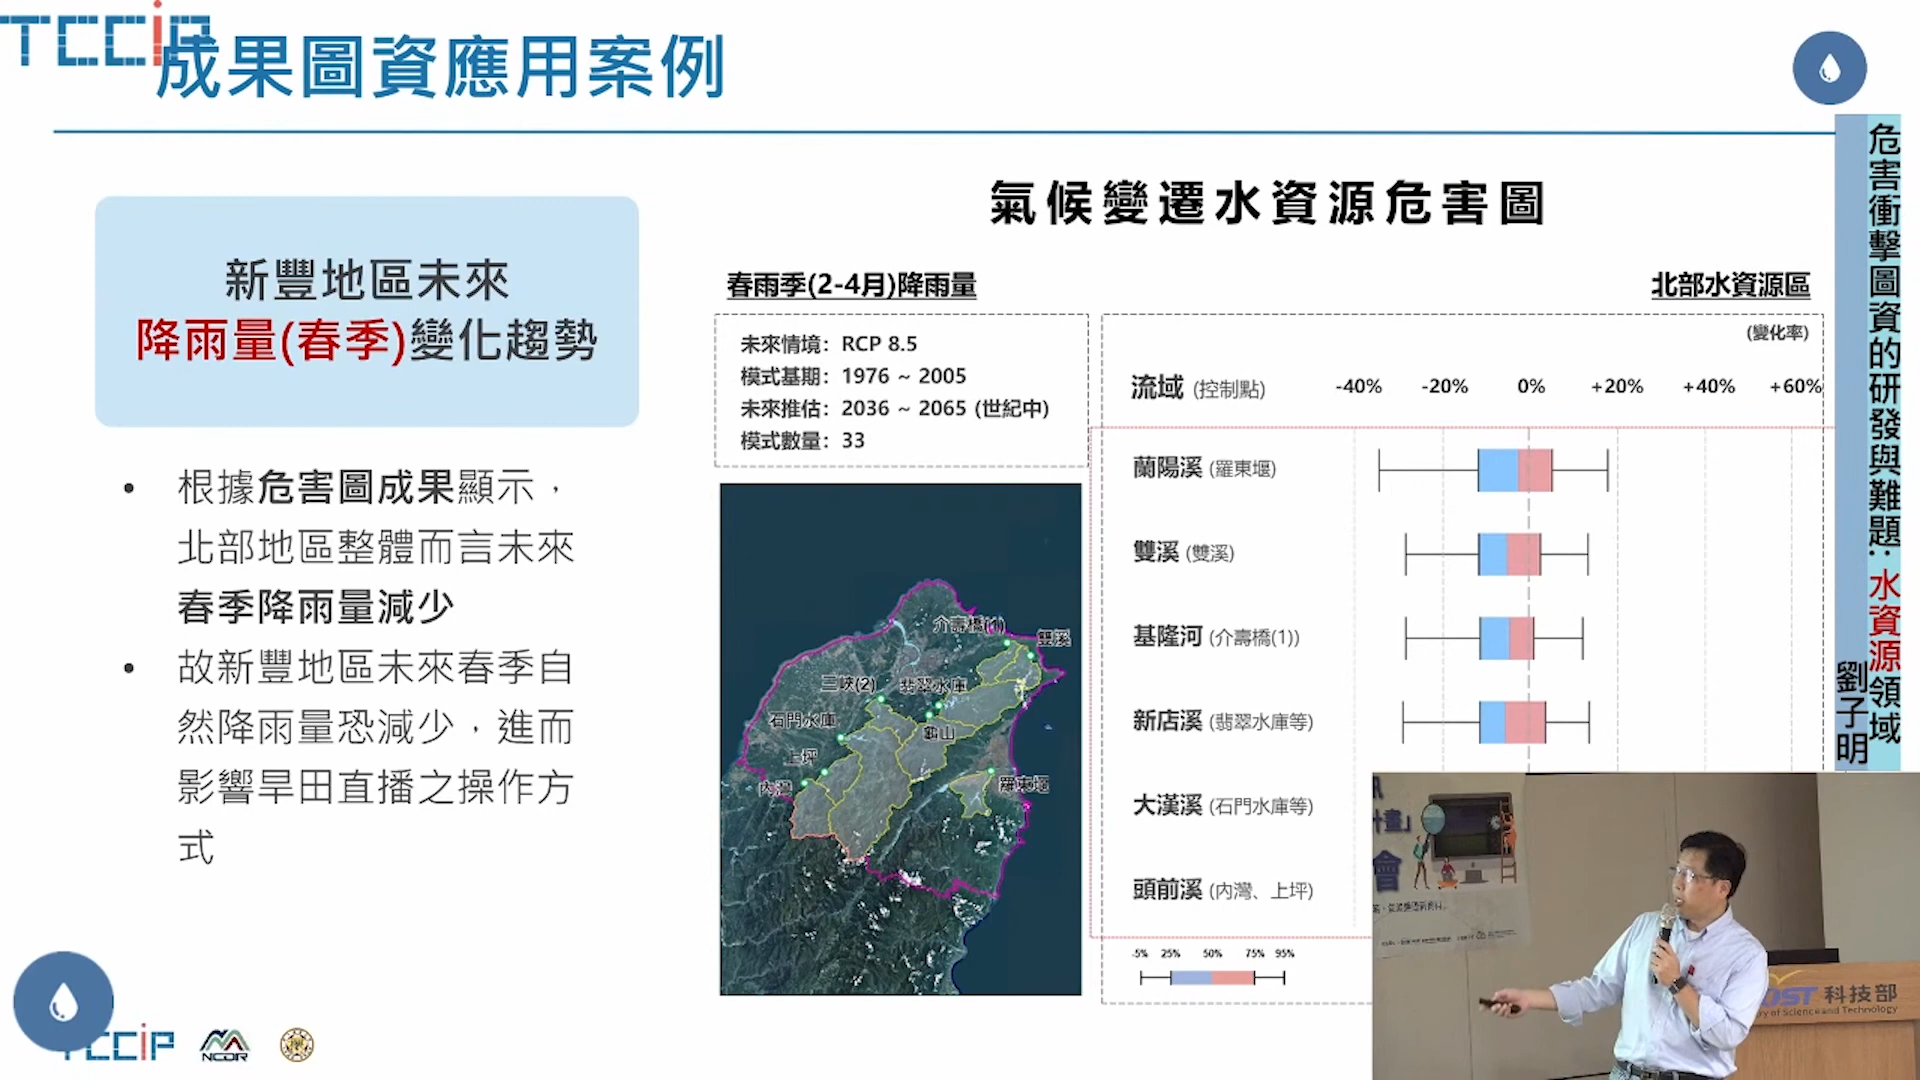 TCCiP
成果圖資應用案例
新豐地區未來
降雨量(春季)變化趨勢
• 根據危害圖成果顯示，
北部地區整體而言未來
春季降雨量減少
• 故新豐地區未來春季自
然降雨量恐減少，進而
影響旱田直播之操作方
式
氣候變遷水資源危害圖
春雨季(2-4月)降雨量
北部水資源區
未來情境：RCP 8.5
模式基期：1976 ~ 2005
未來推估：2036 ~ 2065 (世紀中)
模式數量：33
介壽橋(1)
雙溪
三峽(2)
翡翠水庫
石門水庫
龜山
上坪
內灣
羅東堰
(變化率)
流域 (控制點) -40% -20% 0% +20% +40% +60%
蘭陽溪 (羅東堰)
雙溪 (雙溪)
基隆河 (介壽橋(1))
新店溪 (翡翠水庫等)
大漢溪 (石門水庫等)
頭前溪 (內灣、上坪)
-5% 25% 50% 75% 95%
危害衝擊圖資的研發與難題：水資源領域
劉子明
計畫」
會
OST 科技部
y of Science and Technology
TCCiP
NCDR